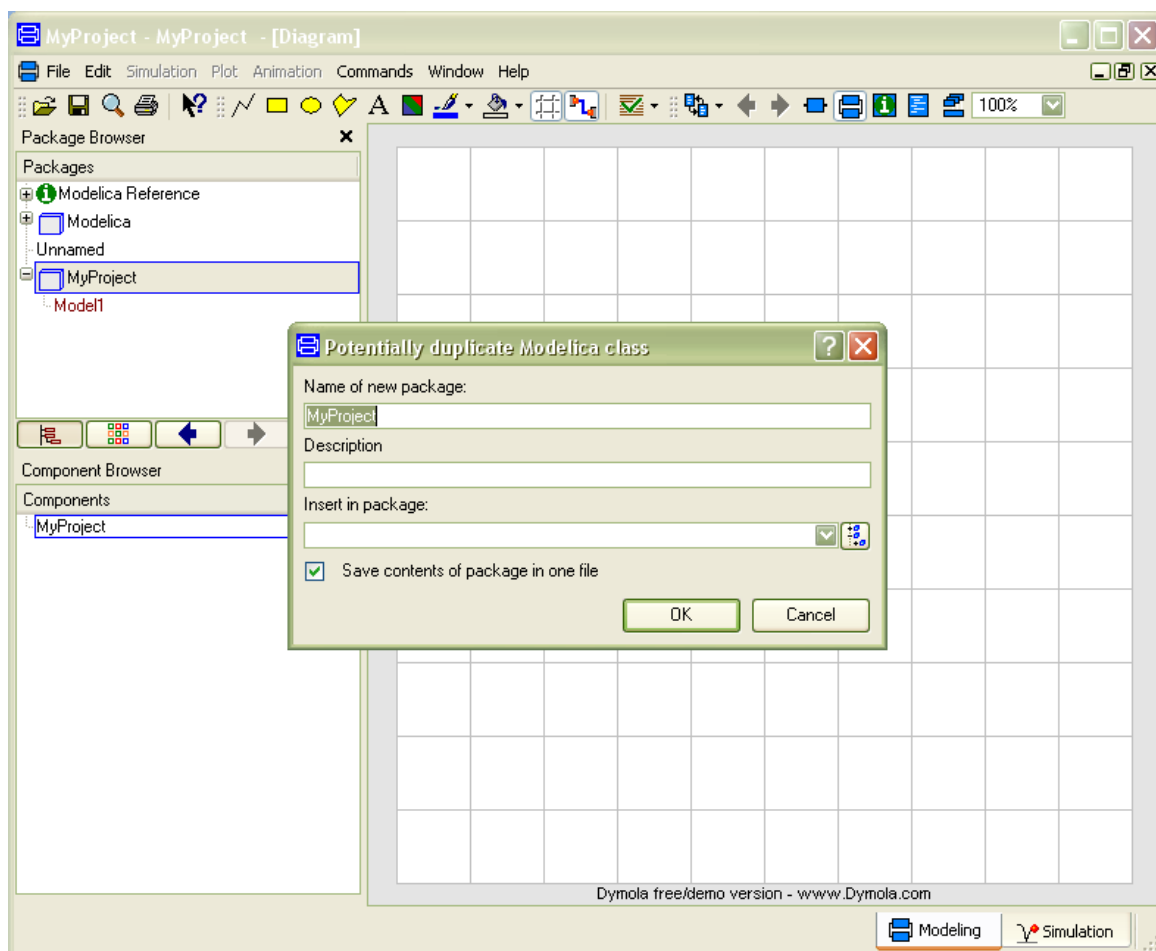 MyProject - MyProject - [Diagram]
File Edit Simulation Plot Animation Commands Window Help
A 100%
Package Browser
Packages
Modelica Reference
Modelica
Unnamed
MyProject
Model1
Potentially duplicate Modelica class
Name of new package:
MyProject
Description
Insert in package:
Save contents of package in one file
OK Cancel
Component Browser
Components
MyProject
Dymola free/demo version - www.Dymola.com
Modeling Simulation